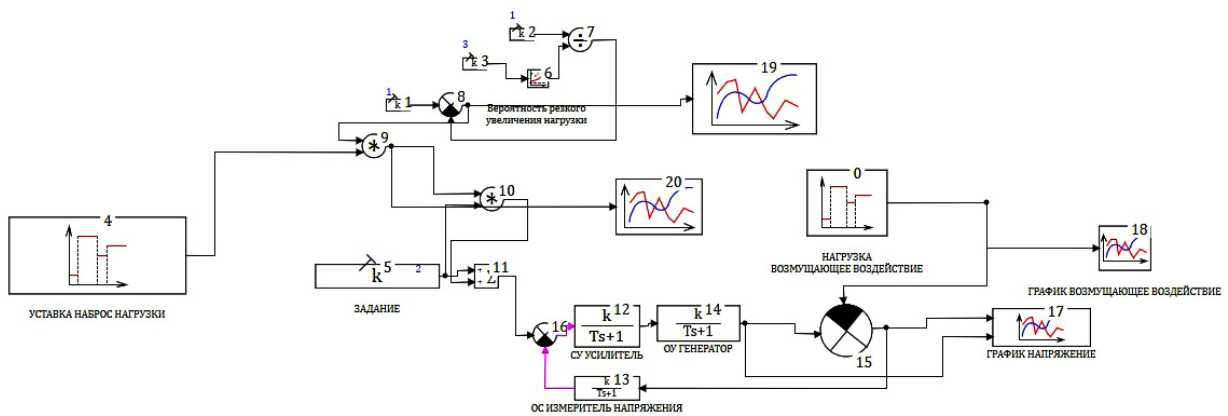 1
k 2
7
3
k 3
6
1
k 1
8
Вероятность резкого
увеличения нагрузки
19
9
10
20
0
4
УСТАВКА НАБРОС НАГРУЗКИ
k 5 2
ЗАДАНИЕ
+
+ Σ 11
НАГРУЗКА
ВОЗМУЩАЮЩЕЕ ВОЗДЕЙСТВИЕ
18
ГРАФИК ВОЗМУЩАЮЩЕЕ ВОЗДЕЙСТВИЕ
16
k 12
Ts+1
СУ УСИЛИТЕЛЬ
k 14
Ts+1
ОУ ГЕНЕРАТОР
15
17
ГРАФИК НАПРЯЖЕНИЕ
k 13
Ts+1
ОС ИЗМЕРИТЕЛЬ НАПРЯЖЕНИЯ